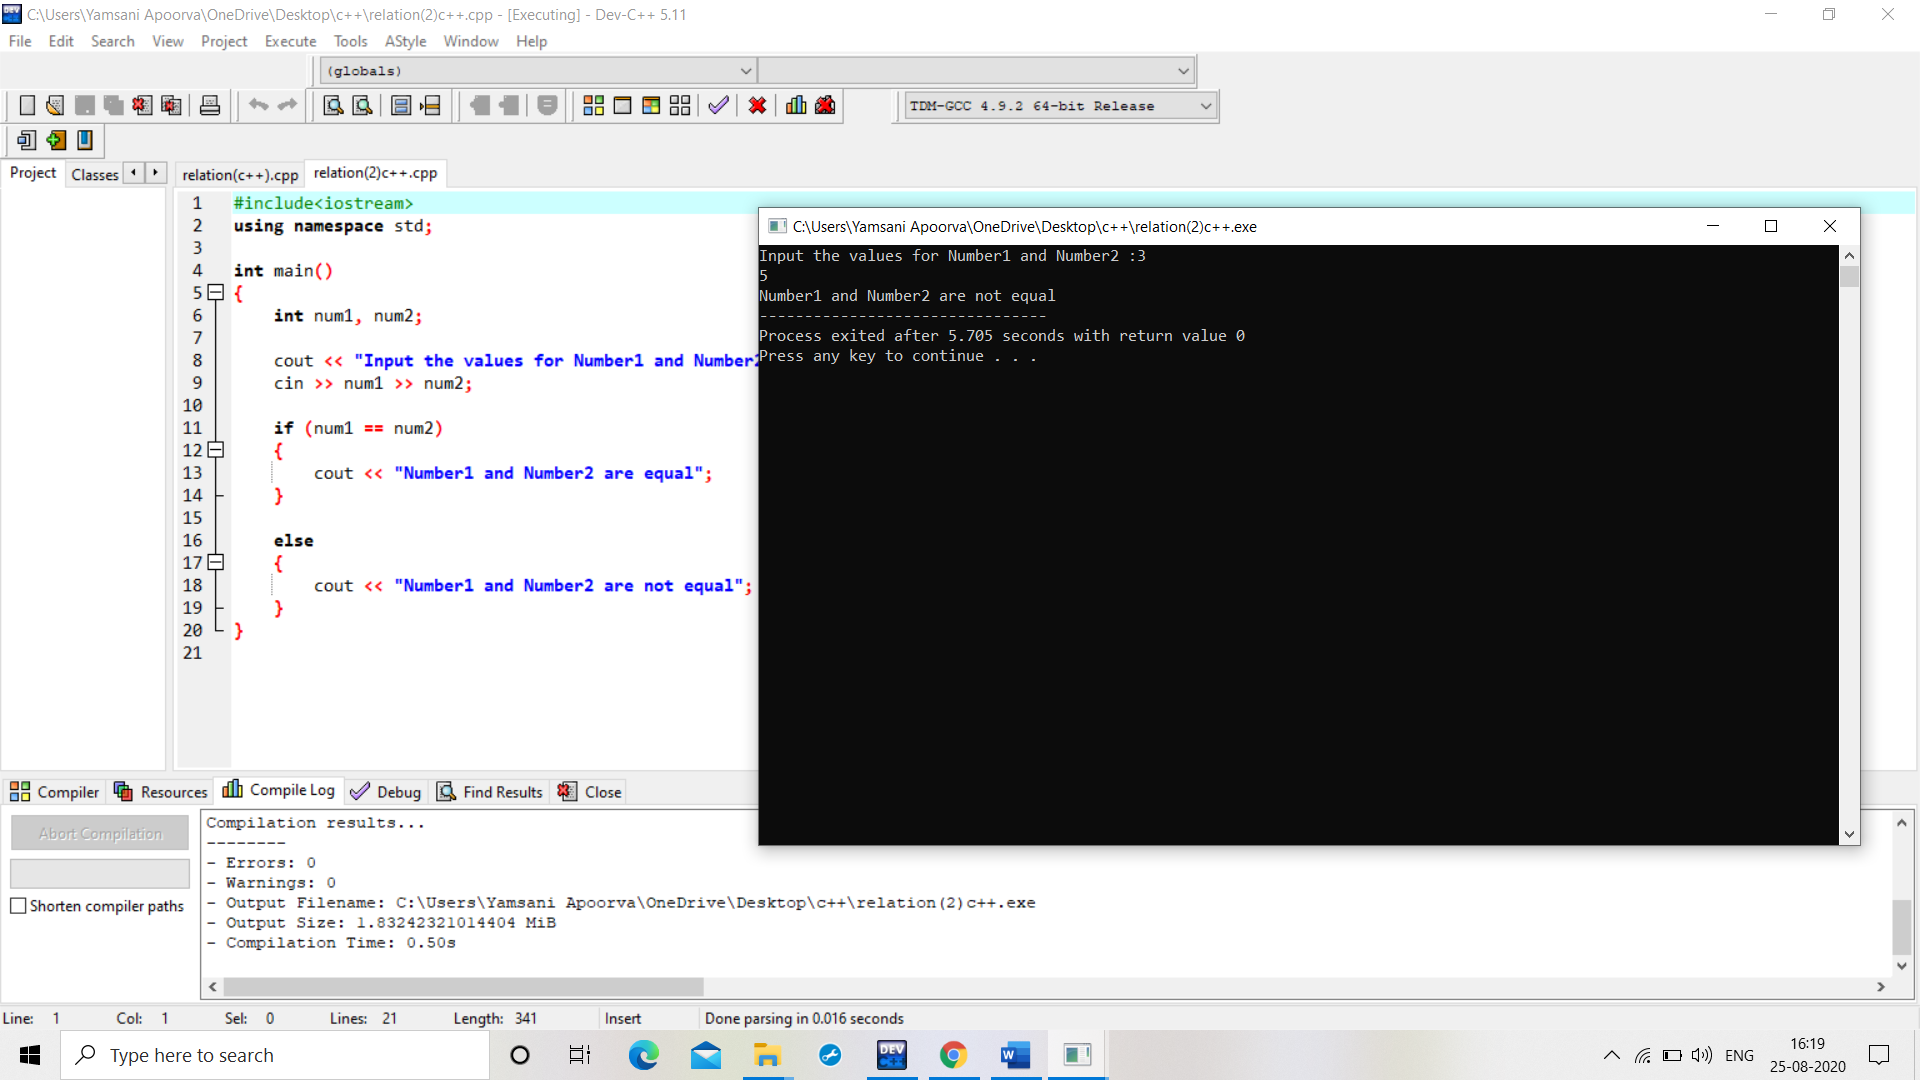 C:\Users\Yamsani Apoorva\OneDrive\Desktop\c++\relation(2)c++.cpp - [Executing] - Dev-C++ 5.11
File Edit Search View Project Execute Tools AStyle Window Help
(globals)
TDM-GCC 4.9.2 64-bit Release
Project Classes relation(c++).cpp relation(2)c++.cpp
1 #include<iostream>
2 using namespace std;
3
4 int main()
5 {
6 int num1, num2;
7
8 cout << "Input the values for Number1 and Number
9 cin >> num1 >> num2;
10
11 if (num1 == num2)
12 {
13 cout << "Number1 and Number2 are equal";
14 }
15
16 else
17 {
18 cout << "Number1 and Number2 are not equal";
19 }
20 }
21
C:\Users\Yamsani Apoorva\OneDrive\Desktop\c++\relation(2)c++.exe
Input the values for Number1 and Number2 :3
5
Number1 and Number2 are not equal
--------------------------------
Process exited after 5.705 seconds with return value 0
Press any key to continue . . .
Compiler Resources Compile Log Debug Find Results Close
Abort Compilation
Shorten compiler paths
Compilation results...
--------
- Errors: 0
- Warnings: 0
- Output Filename: C:\Users\Yamsani Apoorva\OneDrive\Desktop\c++\relation(2)c++.exe
- Output Size: 1.83242321014404 MiB
- Compilation Time: 0.50s
Line: 1 Col: 1 Sel: 0 Lines: 21 Length: 341 Insert Done parsing in 0.016 seconds
Type here to search
DEV C++
W
ENG
16:19
25-08-2020